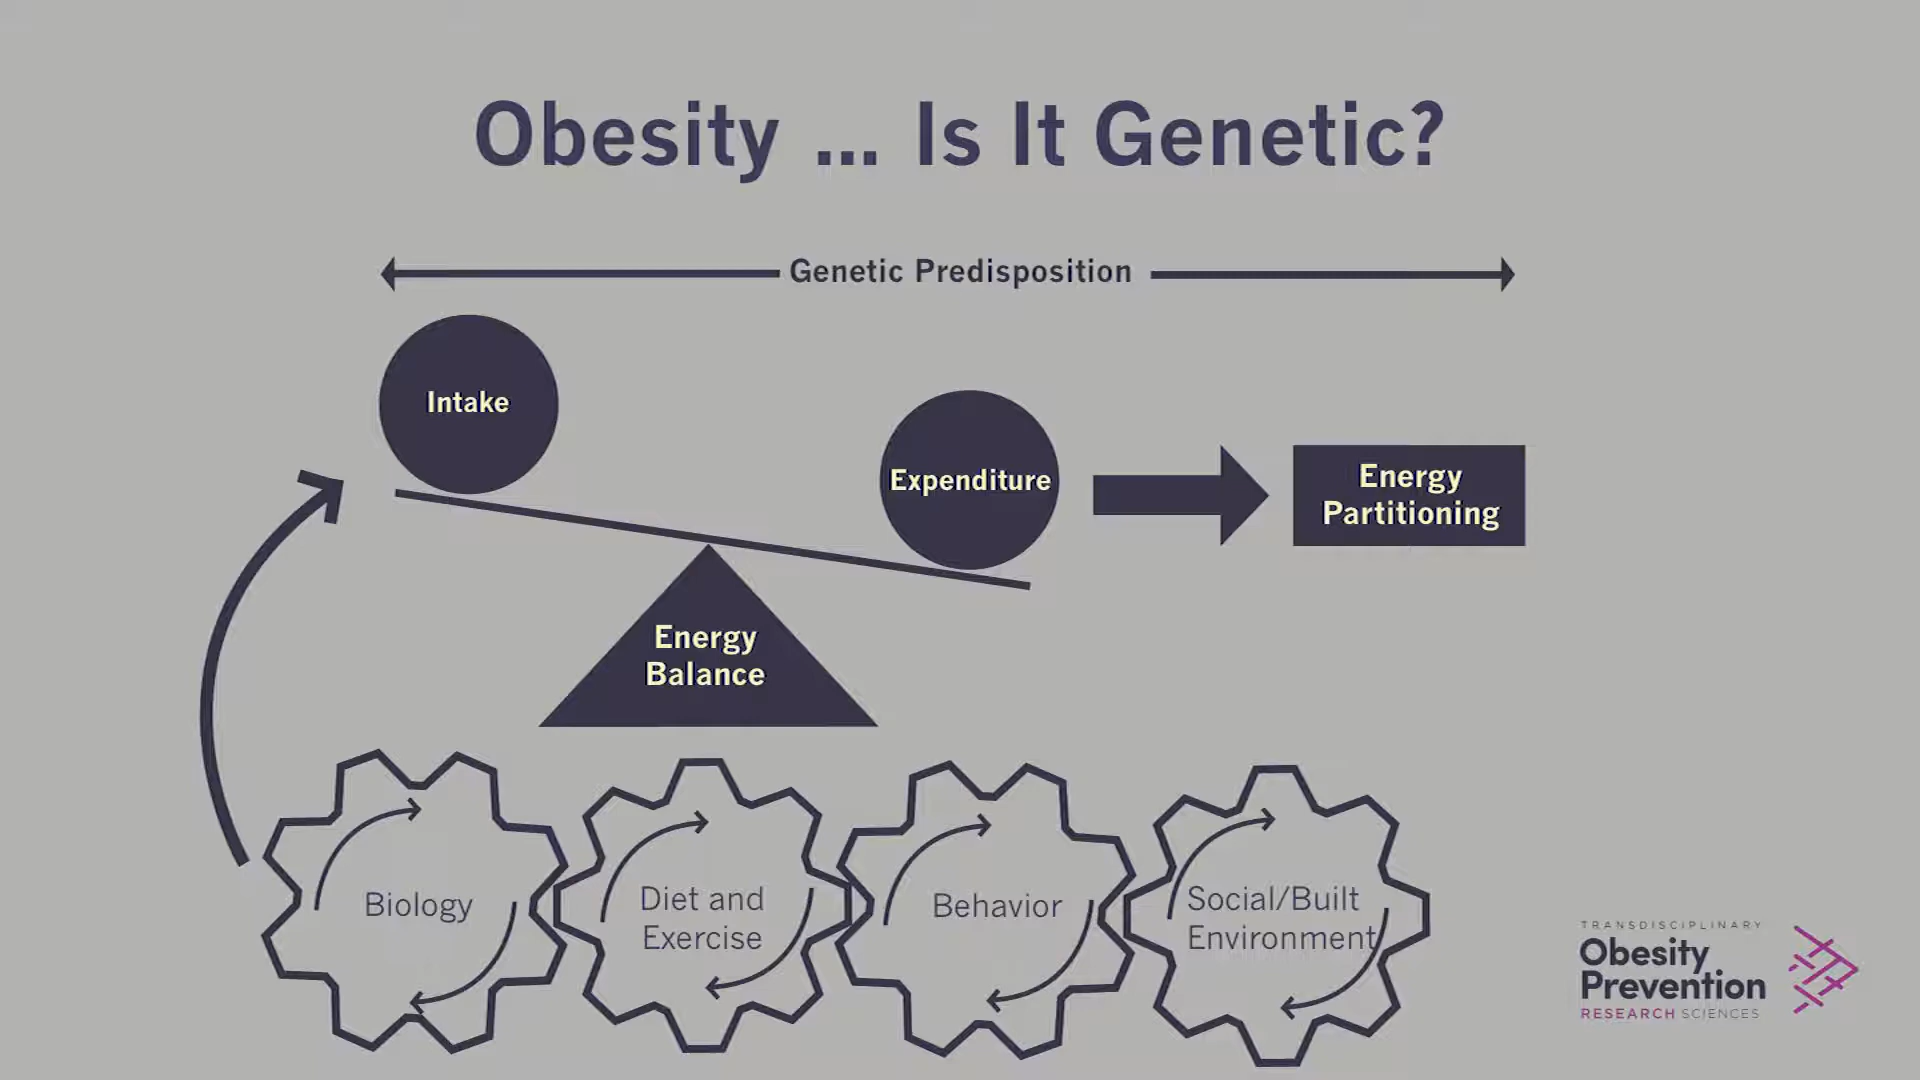 Obesity ... Is It Genetic?
Genetic Predisposition
Intake
Expenditure
Energy
Partitioning
Energy
Balance
Biology
Diet and
Exercise
Behavior
Social/Built
Environment
TRANSDISCIPLINARY
Obesity
Prevention
RESEARCH SCIENCES